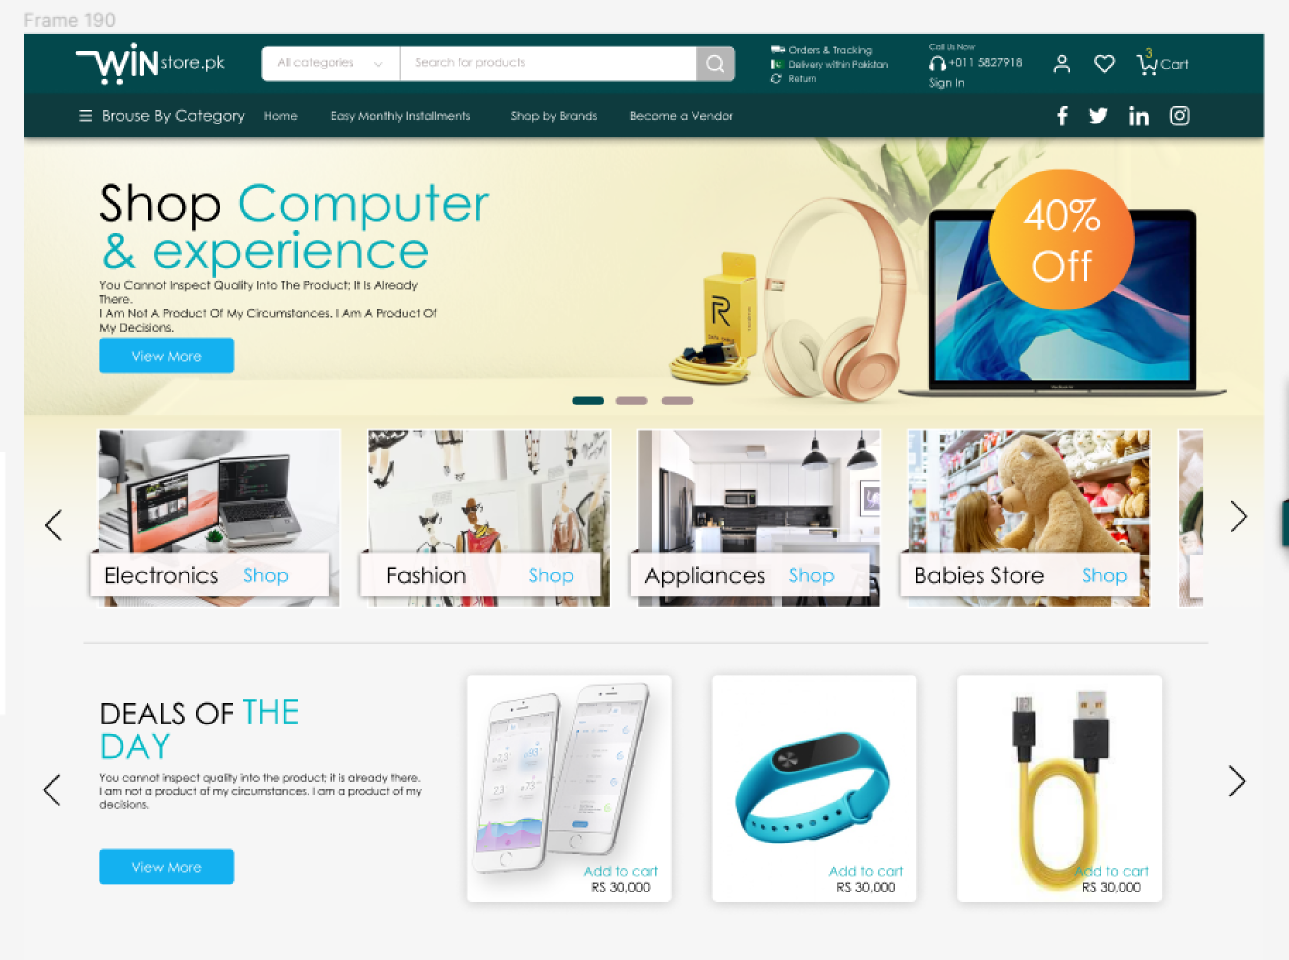 Frame 190
WiN store.pk
All categories
Search for products
Orders & Tracking
Delivery within Pakistan
Return
Call Us Now
+011 5827918
Sign In
3
Cart
Brouse By Category
Home
Easy Monthly Installments
Shop by Brands
Become a Vendor
Shop Computer
& experience
You Cannot Inspect Quality Into The Product; It Is Already
There.
I Am Not A Product Of My Circumstances. I Am A Product Of
My Decisions.
View More
R
40%
Off
Electronics Shop
Fashion Shop
Appliances Shop
Babies Store Shop
DEALS OF THE
DAY
You cannot inspect quality into the product; it is already there.
I am not a product of my circumstances. I am a product of my
decisions.
View More
Add to cart
RS 30,000
Add to cart
RS 30,000
Add to cart
RS 30,000